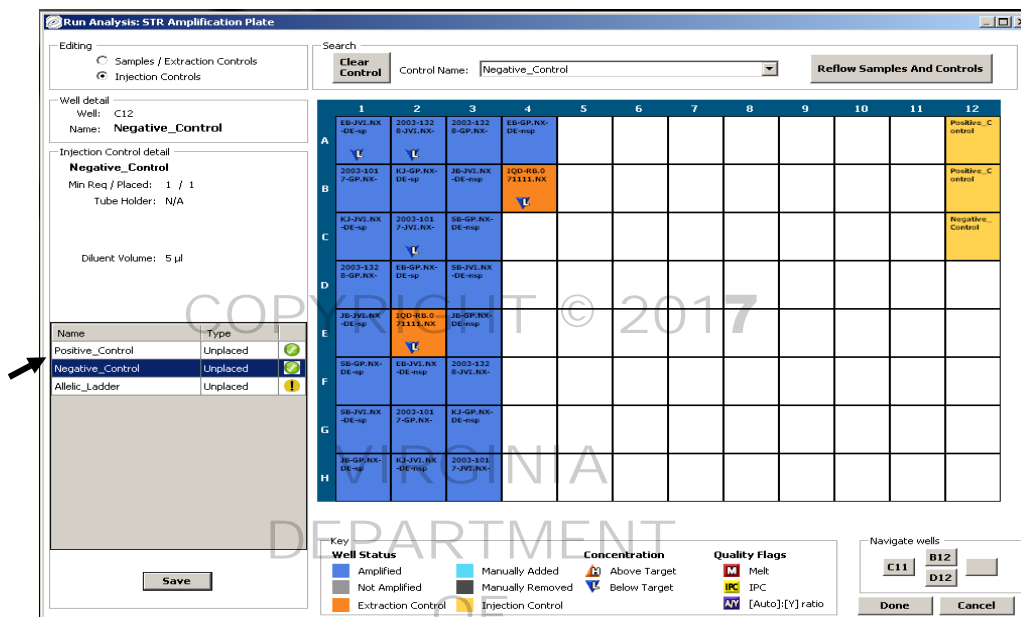 Run Analysis: STR Amplification Plate
Editing
Samples / Extraction Controls
Injection Controls
Search
Clear Control
Control Name: Negative_Control
Reflow Samples And Controls
Well detail
Well: C12
Name: Negative_Control
Injection Control detail
Negative_Control
Min Req / Placed: 1 / 1
Tube Holder: N/A
Diluent Volume: 5 µl
Name Type
Positive_Control Unplaced
Negative_Control Unplaced
Allelic_Ladder Unplaced
Save
1 2 3 4 5 6 7 8 9 10 11 12
A
EB-JVI.NX
-DE-sp
2003-132
8-JVI.NX-
2003-132
8-GP.NX-
EB-GP.NX-
DE-nsp
Positive_C
ontrol
B
2003-101
7-GP.NX-
KJ-GP.NX-
DE-sp
JB-JVI.NX
-DE-nsp
IQD-RB.0
71111.NX
Positive_C
ontrol
C
KJ-JVI.NX
-DE-sp
2003-101
7-JVI.NX-
SB-GP.NX-
DE-nsp
Negative_
Control
D
2003-132
8-GP.NX-
EB-GP.NX-
DE-sp
SB-JVI.NX
-DE-nsp
E
JB-JVI.NX
-DE-sp
IQD-RB.0
71111.NX
JB-GP.NX-
DE-nsp
F
SB-GP.NX-
DE-sp
EB-JVI.NX
-DE-nsp
2003-132
8-JVI.NX-
G
SB-JVI.NX
-DE-sp
2003-101
7-GP.NX-
KJ-GP.NX-
DE-nsp
H
JB-GP.NX-
DE-sp
KJ-JVI.NX
-DE-nsp
2003-101
7-JVI.NX-
COPYRIGHT © 2017
VIRGINIA
DEPARTMENT
OF
Key
Well Status
Amplified
Not Amplified
Extraction Control
Manually Added
Manually Removed
Injection Control
Concentration
Above Target
Below Target
Quality Flags
M Melt
IPC IPC
A/Y [Auto]:[Y] ratio
Navigate wells
B12
C11
D12
Done
Cancel